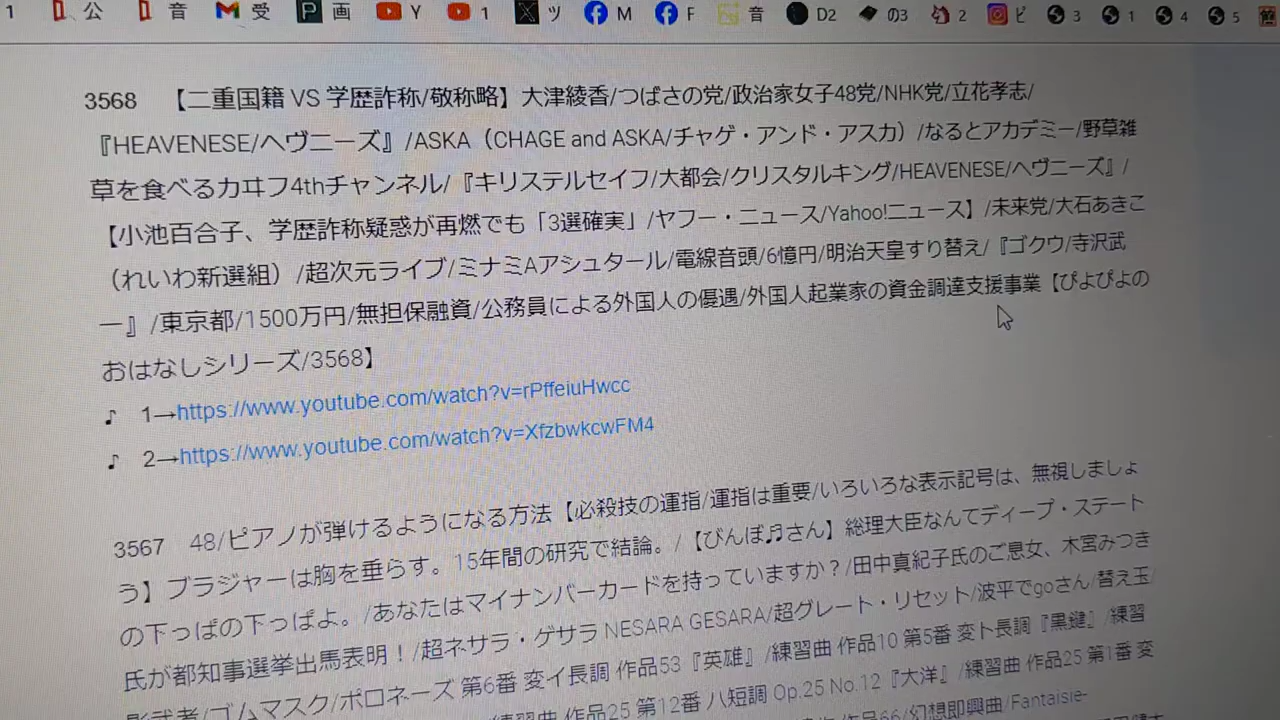 1 公 音 受 画 Y 1 ツ M F 音 D2 の3 2 ビ 3 1 4 5
3568 【二重国籍 VS 学歴詐称/敬称略】大津綾香/つばさの党/政治家女子48党/NHK党/立花孝志/
『HEAVENESE/ヘヴニーズ』/ASKA（CHAGE and ASKA/チャゲ・アンド・アスカ）/なるとアカデミー/野草雑
草を食べるカヰフ4thチャンネル/『キリステルセイフ/大都会/クリスタルキング/HEAVENESE/ヘヴニーズ』/
【小池百合子、学歴詐称疑惑が再燃でも「3選確実」/ヤフー・ニュース/Yahoo!ニュース】/未来党/大石あきこ
（れいわ新選組）/超次元ライブ/ミナミAアシュタール/電線音頭/6憶円/明治天皇すり替え/『ゴクウ/寺沢武
一』/東京都/1500万円/無担保融資/公務員による外国人の優遇/外国人起業家の資金調達支援事業【ぴよぴよの
おはなしシリーズ/3568】
♪ 1→https://www.youtube.com/watch?v=rPffeiuHwcc
♪ 2→https://www.youtube.com/watch?v=XfzbwkcwFM4
3567 48/ピアノが弾けるようになる方法【必殺技の運指/運指は重要/いろいろな表示記号は、無視しましょ
う】ブラジャーは胸を垂らす。15年間の研究で結論。/【びんぼ♬さん】総理大臣なんてディープ・ステート
の下っぱの下っぱよ。/あなたはマイナンバーカードを持っていますか？/田中真紀子氏のご息女、木宮みつき
氏が都知事選挙出馬表明！/超ネサラ・ゲサラ NESARA GESARA/超グレート・リセット/波平でgoさん/替え玉/
影武者/ゴムマスク/ポロネーズ 第6番 変イ長調 作品53『英雄』/練習曲 作品10 第5番 変ト長調『黒鍵』/練習
練習曲 作品25 第12番 ハ短調 Op.25 No.12『大洋』/練習曲 作品25 第1番 変
作品66/幻想即興曲/Fantaisie-